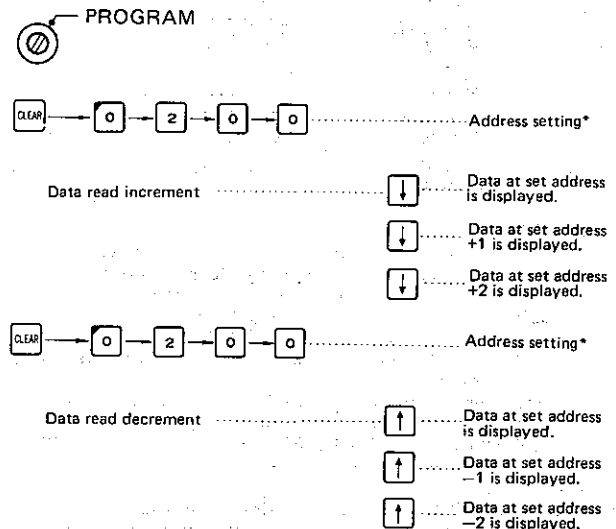 PROGRAM
CLEAR 0 2 0 0 Address setting*
Data read increment ↓ Data at set address
is displayed.
↓ Data at set address
+1 is displayed.
↓ Data at set address
+2 is displayed.
CLEAR 0 2 0 0 Address setting*
Data read decrement ↑ Data at set address
is displayed.
↑ Data at set address
−1 is displayed.
↑ Data at set address
−2 is displayed.